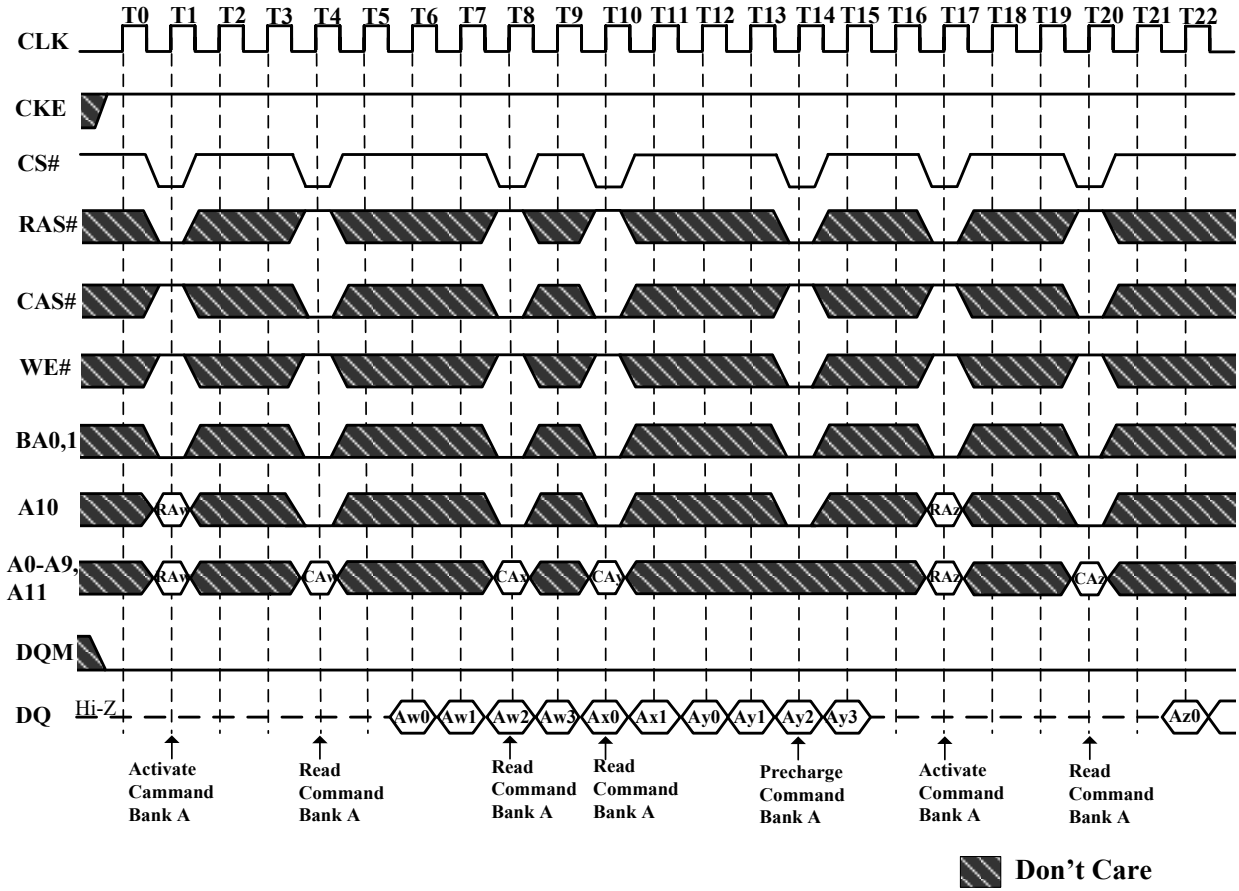 T0 T1 T2 T3 T4 T5 T6 T7 T8 T9 T10 T11 T12 T13 T14 T15 T16 T17 T18 T19 T20 T21 T22
CLK
CKE
CS#
RAS#
CAS#
WE#
BA0,1
A10 RAw RAz
A0-A9,
A11
RAw CAw CAx CAy RAz CAz
DQM
DQ Hi-Z Aw0 Aw1 Aw2 Aw3 Ax0 Ax1 Ay0 Ay1 Ay2 Ay3 Az0
Activate
Cammand
Bank A
Read
Command
Bank A
Read
Command
Bank A
Read
Command
Bank A
Precharge
Command
Bank A
Activate
Command
Bank A
Read
Command
Bank A
Don't Care